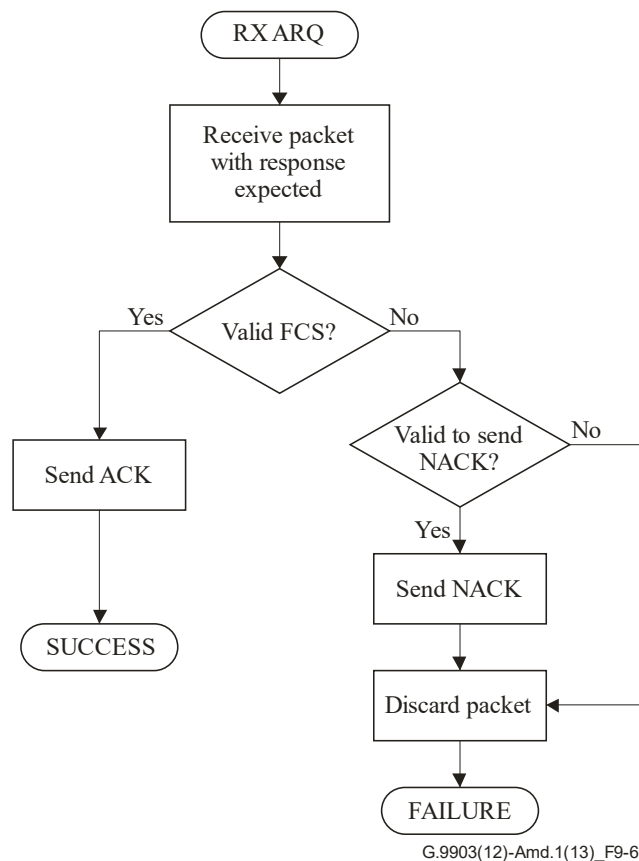 RX ARQ
Receive packet
with response
expected
Yes
Valid FCS?
No
Send ACK
SUCCESS
Valid to send
NACK?
No
Yes
Send NACK
Discard packet
FAILURE
G.9903(12)-Amd.1(13)_F9-6